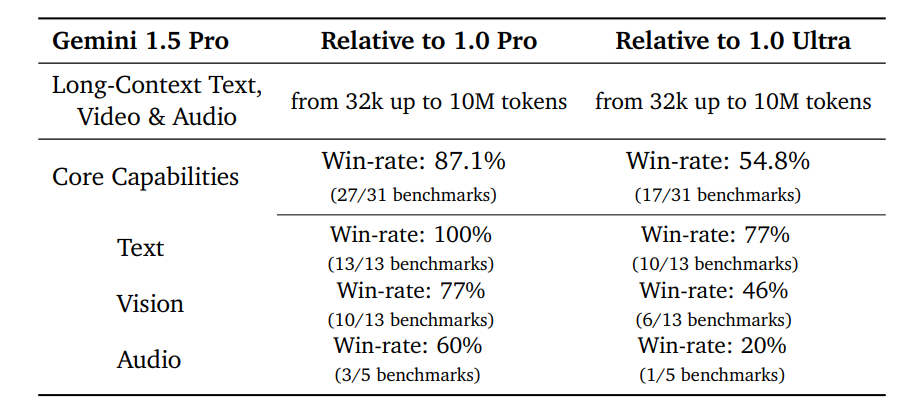 Gemini 1.5 Pro Relative to 1.0 Pro Relative to 1.0 Ultra
Long-Context Text,
Video & Audio from 32k up to 10M tokens from 32k up to 10M tokens
Core Capabilities Win-rate: 87.1% Win-rate: 54.8%
(27/31 benchmarks) (17/31 benchmarks)
Text Win-rate: 100% Win-rate: 77%
(13/13 benchmarks) (10/13 benchmarks)
Vision Win-rate: 77% Win-rate: 46%
(10/13 benchmarks) (6/13 benchmarks)
Audio Win-rate: 60% Win-rate: 20%
(3/5 benchmarks) (1/5 benchmarks)